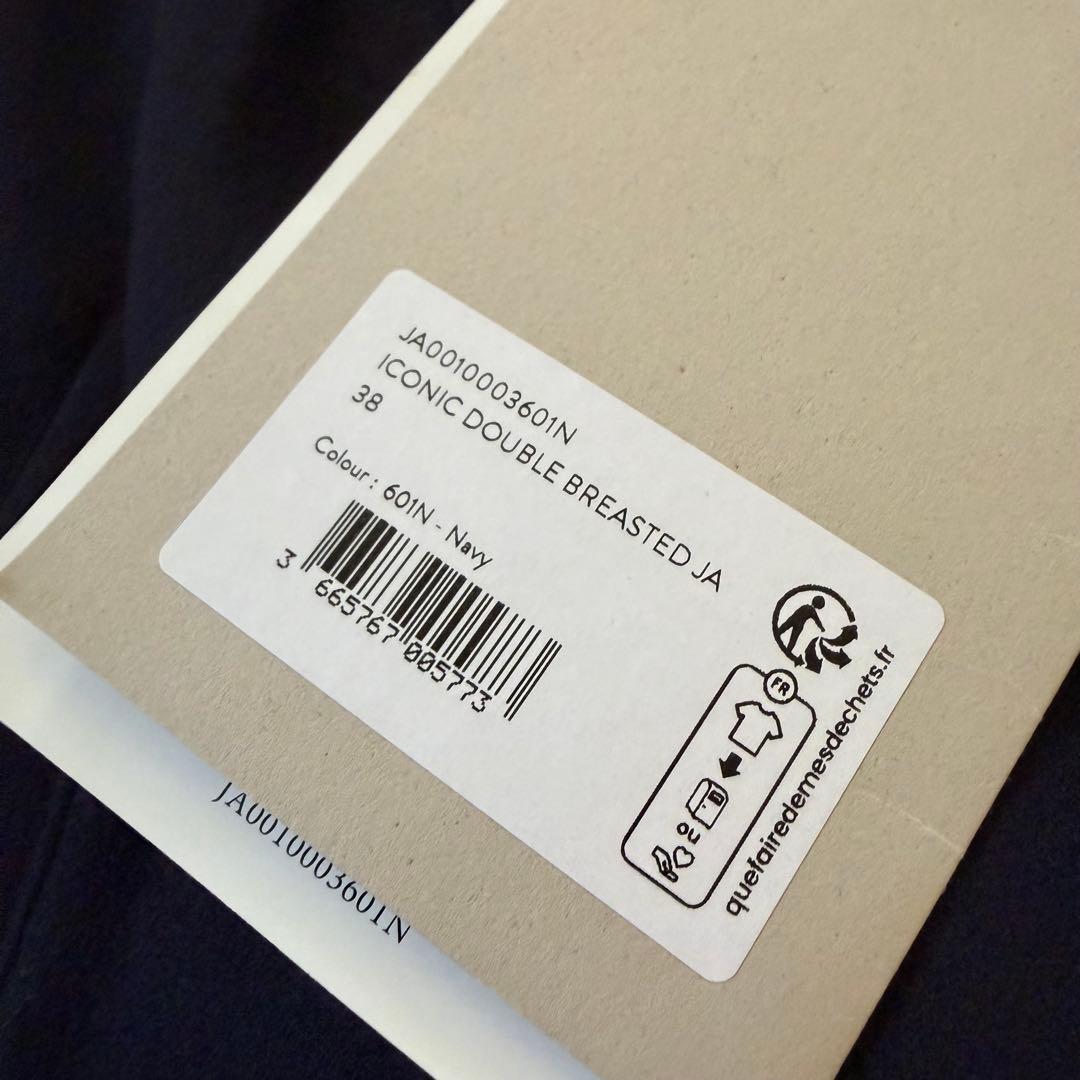 JA0010003601N
ICONIC DOUBLE BREASTED JA
38
Colour : 601N - Navy
3 665767 005773
FR
quefairedemesdechets.fr
JA0010003601N